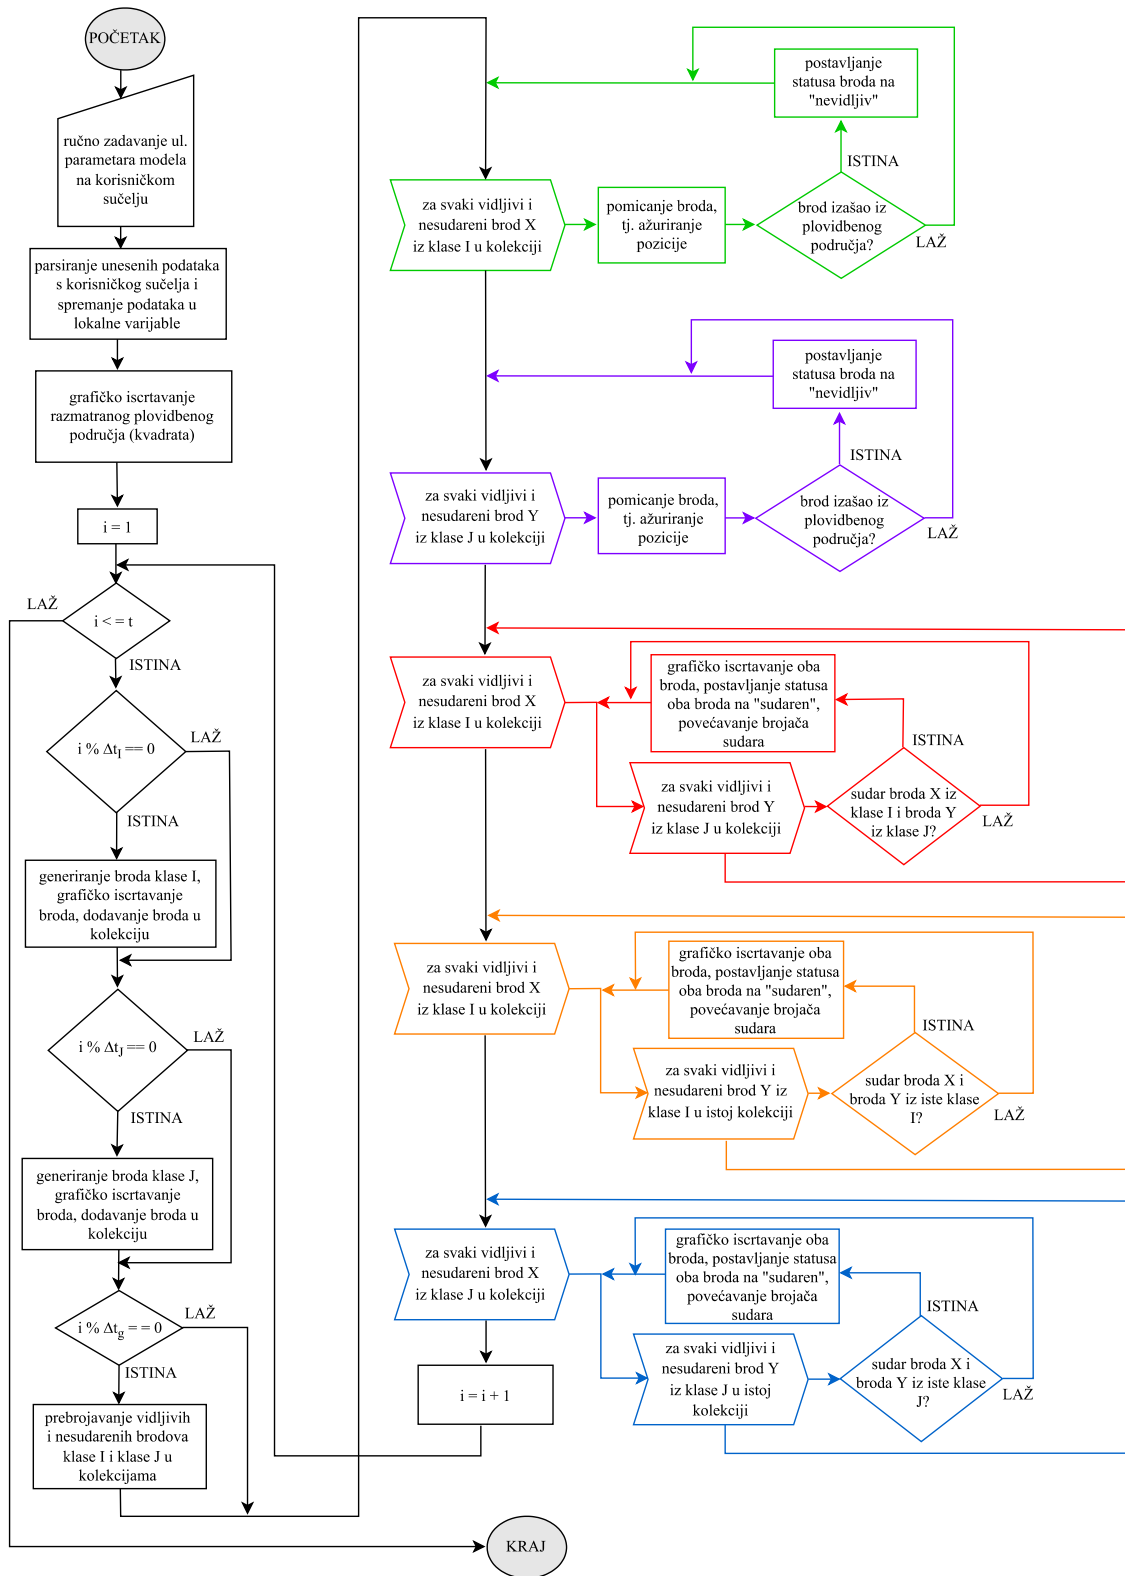 POČETAK
ručno zadavanje ul.
parametara modela
na korisničkom
sučelju
parsiranje unesenih podataka
s korisničkog sučelja i
spremanje podataka u
lokalne varijable
grafičko iscrtavanje
razmatranog plovidbenog
područja (kvadrata)
i = 1
LAŽ
i < = t
ISTINA
LAŽ
i % Δt_I == 0
ISTINA
generiranje broda klase I,
grafičko iscrtavanje
broda, dodavanje broda u
kolekciju
LAŽ
i % Δt_J == 0
ISTINA
generiranje broda klase J,
grafičko iscrtavanje
broda, dodavanje broda u
kolekciju
LAŽ
i % Δt_g = = 0
ISTINA
prebrojavanje vidljivih
i nesudarenih brodova
klase I i klase J u
kolekcijama
postavljanje
statusa broda na
"nevidljiv"
ISTINA
za svaki vidljivi i
nesudareni brod X
iz klase I u kolekciji
pomicanje broda,
tj. ažuriranje
pozicije
brod izašao iz
plovidbenog
područja?
LAŽ
postavljanje
statusa broda na
"nevidljiv"
ISTINA
za svaki vidljivi i
nesudareni brod Y
iz klase J u kolekciji
pomicanje broda,
tj. ažuriranje
pozicije
brod izašao iz
plovidbenog
područja?
LAŽ
za svaki vidljivi i
nesudareni brod X
iz klase I u kolekciji
grafičko iscrtavanje oba
broda, postavljanje statusa
oba broda na "sudaren",
povećavanje brojača
sudara
ISTINA
za svaki vidljivi i
nesudareni brod Y
iz klase J u kolekciji
sudar broda X iz
klase I i broda Y
iz klase J?
LAŽ
za svaki vidljivi i
nesudareni brod X
iz klase I u kolekciji
grafičko iscrtavanje oba
broda, postavljanje statusa
oba broda na "sudaren",
povećavanje brojača
sudara
ISTINA
za svaki vidljivi i
nesudareni brod Y iz
klase I u istoj kolekciji
sudar broda X i
broda Y iz iste klase
I?
LAŽ
za svaki vidljivi i
nesudareni brod X
iz klase J u kolekciji
grafičko iscrtavanje oba
broda, postavljanje statusa
oba broda na "sudaren",
povećavanje brojača
sudara
ISTINA
za svaki vidljivi i
nesudareni brod Y
iz klase J u istoj
kolekciji
sudar broda X i
broda Y iz iste klase
J?
LAŽ
i = i + 1
KRAJ